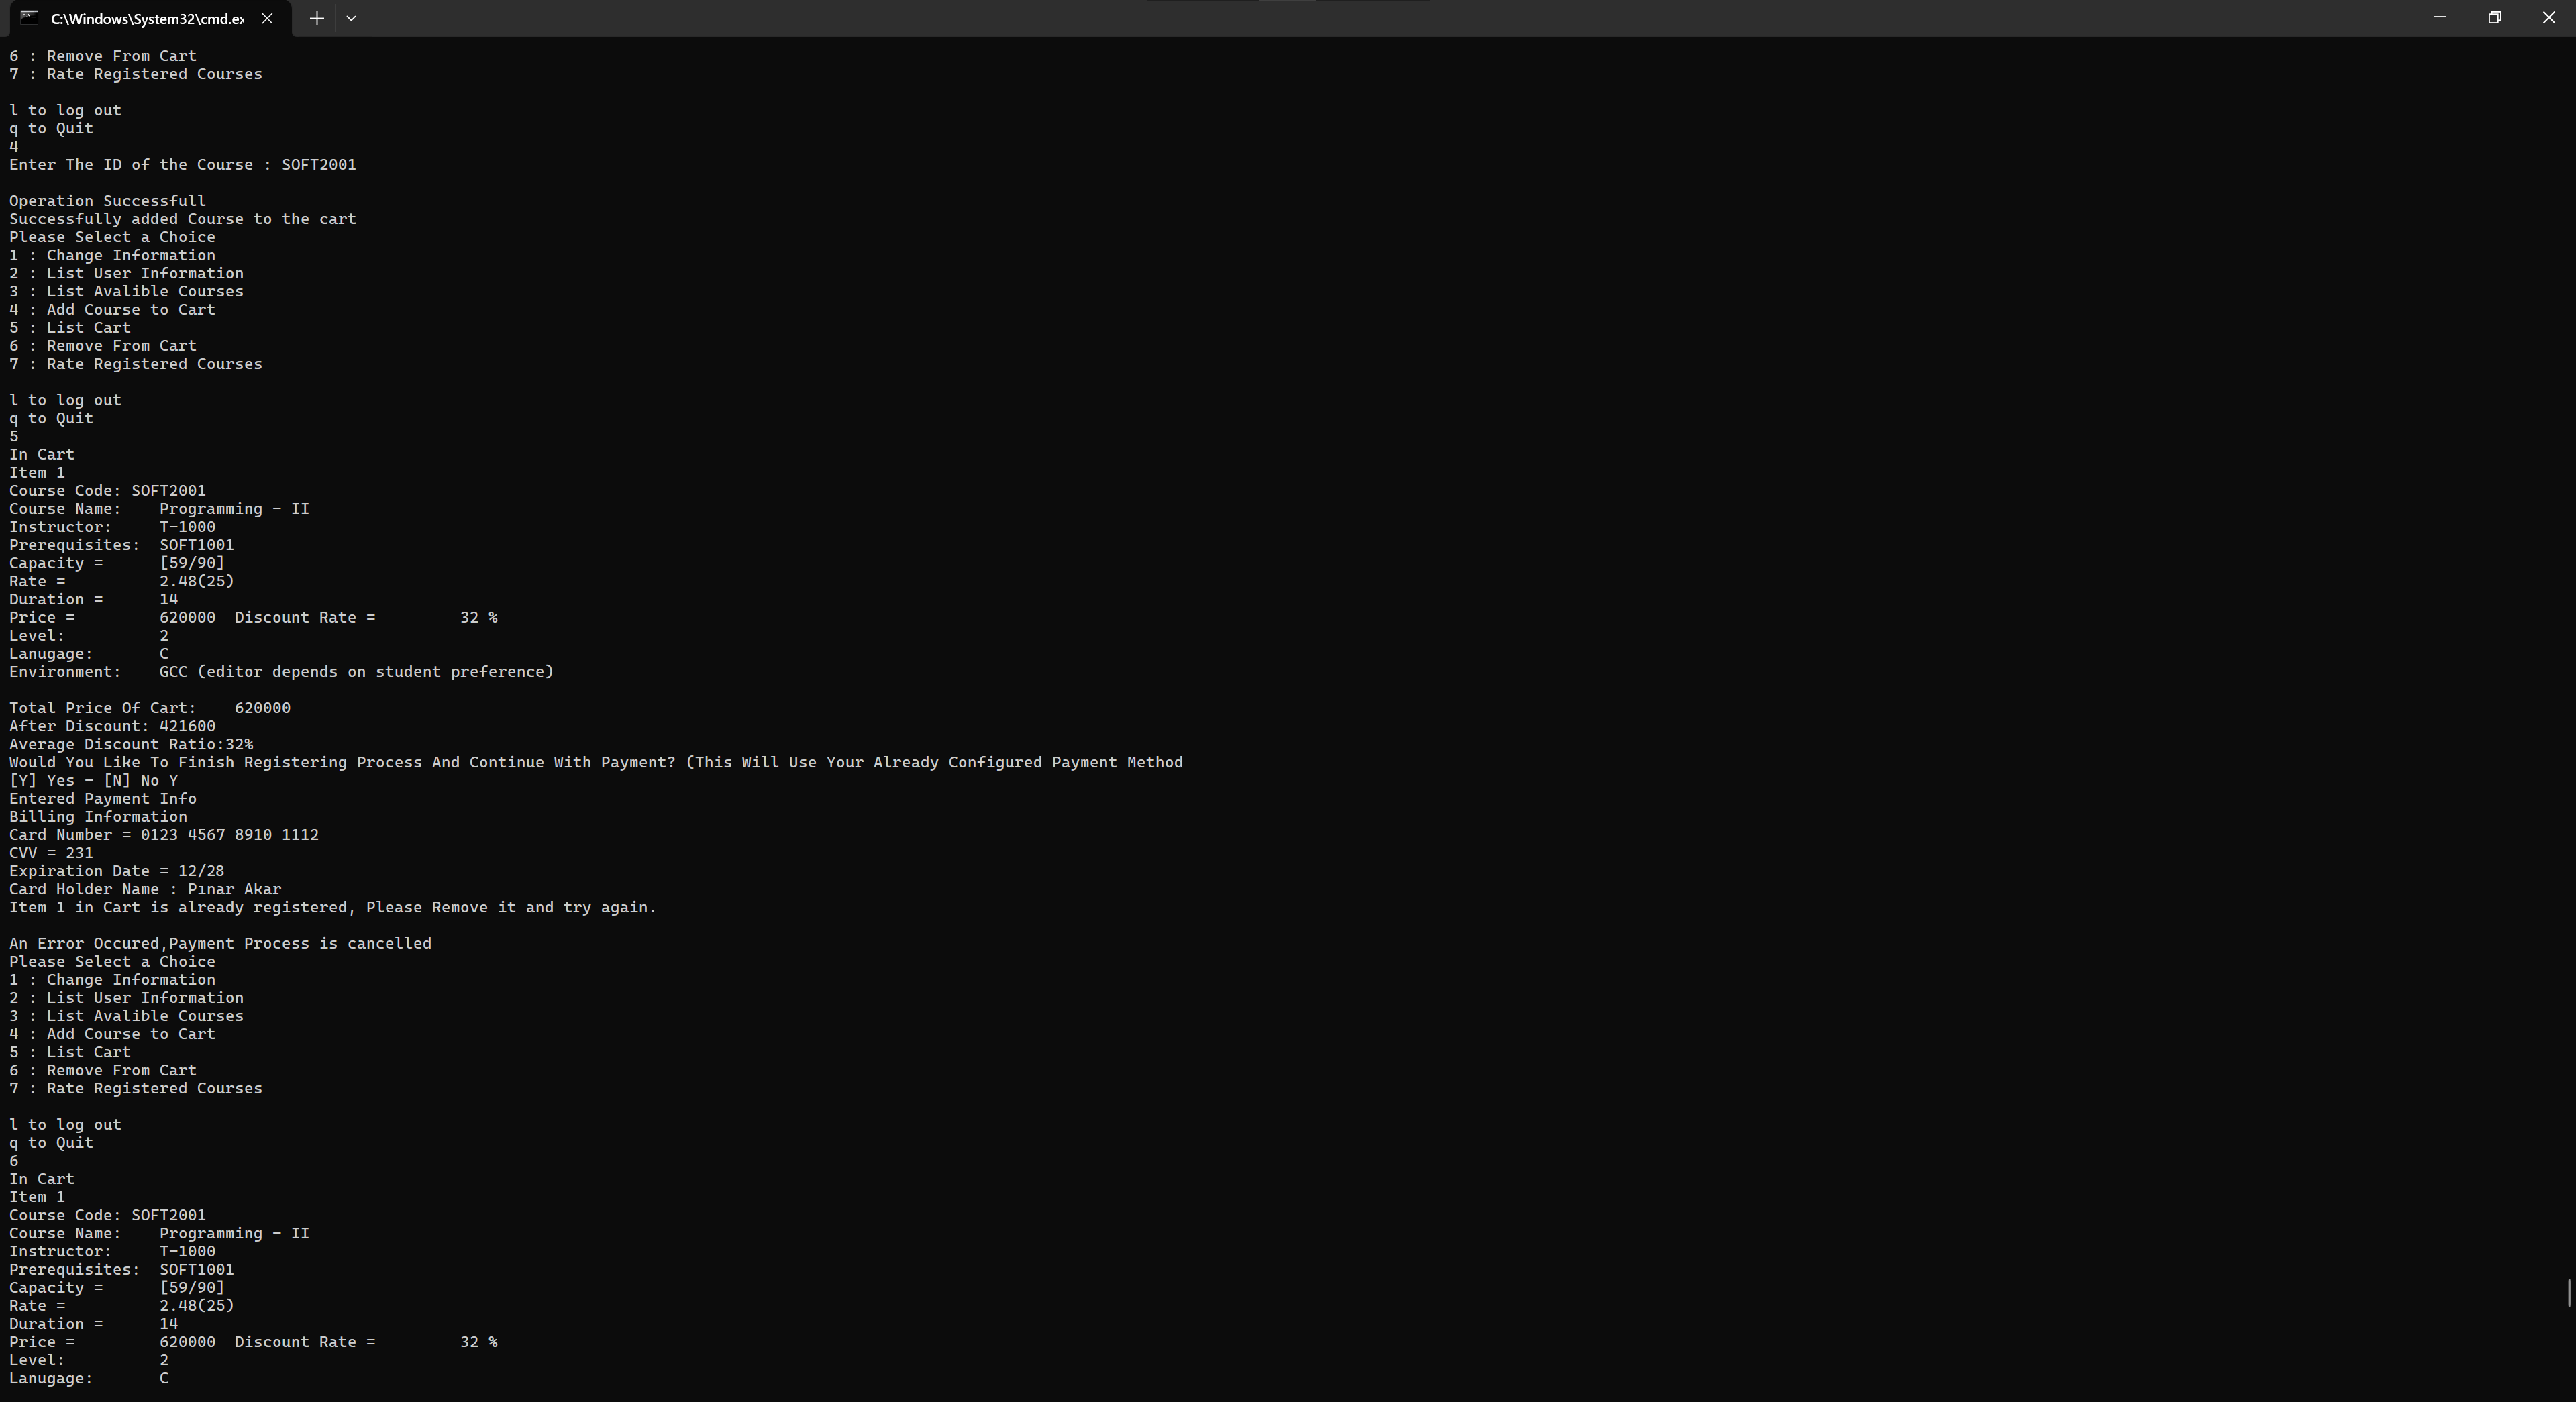 C:\Windows\System32\cmd.ex
6 : Remove From Cart
7 : Rate Registered Courses
l to log out
q to Quit
4
Enter The ID of the Course : SOFT2001
Operation Successfull
Successfully added Course to the cart
Please Select a Choice
1 : Change Information
2 : List User Information
3 : List Avalible Courses
4 : Add Course to Cart
5 : List Cart
6 : Remove From Cart
7 : Rate Registered Courses
l to log out
q to Quit
5
In Cart
Item 1
Course Code: SOFT2001
Course Name:    Programming - II
Instructor:     T-1000
Prerequisites:  SOFT1001
Capacity =      [59/90]
Rate =          2.48(25)
Duration =      14
Price =         620000  Discount Rate =         32 %
Level:          2
Lanugage:       C
Envirorment:    GCC (editor depends on student preference)
Total Price Of Cart:    620000
After Discount: 421600
Average Discount Ratio:32%
Would You Like To Finish Registering Process And Continue With Payment? (This Will Use Your Already Configured Payment Method
[Y] Yes - [N] No Y
Entered Payment Info
Billing Information
Card Number = 0123 4567 8910 1112
CVV = 231
Expiration Date = 12/28
Card Holder Name : Pınar Akar
Item 1 in Cart is already registered, Please Remove it and try again.
An Error Occured,Payment Process is cancelled
Please Select a Choice
1 : Change Information
2 : List User Information
3 : List Avalible Courses
4 : Add Course to Cart
5 : List Cart
6 : Remove From Cart
7 : Rate Registered Courses
l to log out
q to Quit
6
In Cart
Item 1
Course Code: SOFT2001
Course Name:    Programming - II
Instructor:     T-1000
Prerequisites:  SOFT1001
Capacity =      [59/90]
Rate =          2.48(25)
Duration =      14
Price =         620000  Discount Rate =         32 %
Level:          2
Lanugage:       C